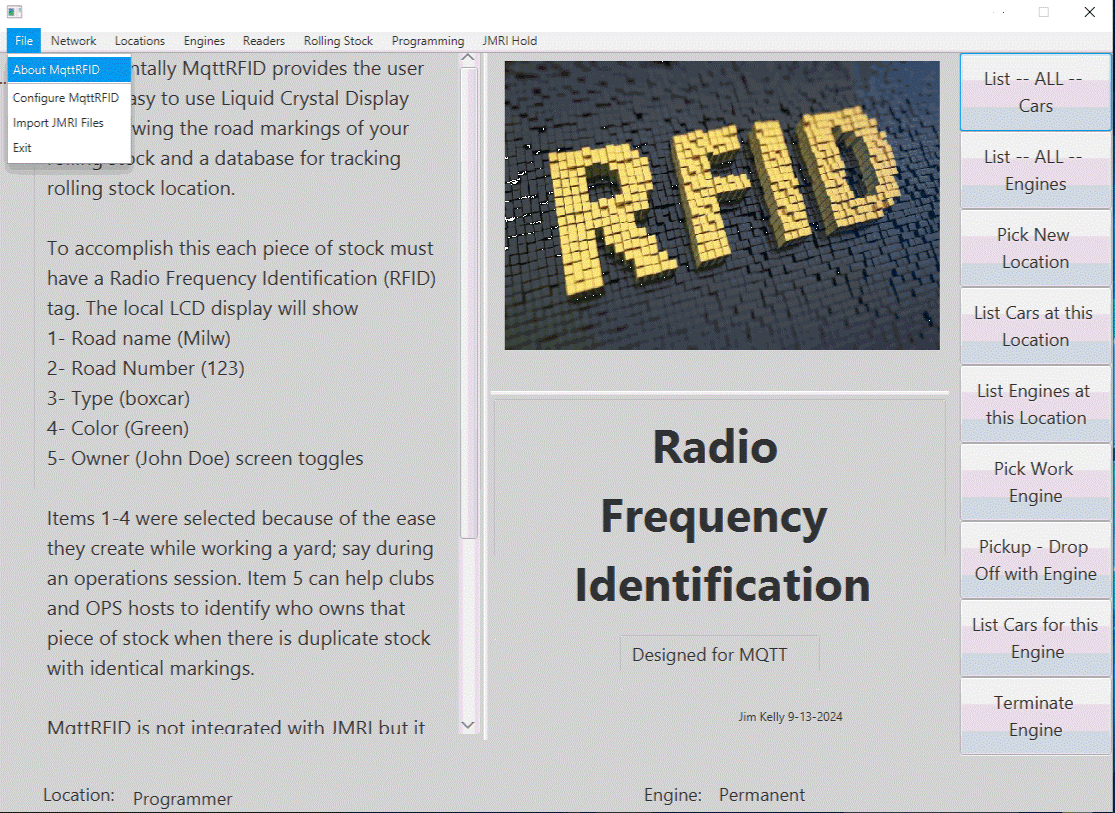 File Network Locations Engines Readers Rolling Stock Programming JMRI Hold
About MqttRFID
Configure MqttRFID
Import JMRI Files
Exit
MqttRFID provides the user
easy to use Liquid Crystal Display
the road markings of your
rolling stock and a database for tracking
rolling stock location.
To accomplish this each piece of stock must
have a Radio Frequency Identification (RFID)
tag. The local LCD display will show
1- Road name (Milw)
2- Road Number (123)
3- Type (boxcar)
4- Color (Green)
5- Owner (John Doe) screen toggles
Items 1-4 were selected because of the ease
they create while working a yard; say during
an operations session. Item 5 can help clubs
and OPS hosts to identify who owns that
piece of stock when there is duplicate stock
with identical markings.
MqttRFID is not integrated with JMRI but it
RFID
Radio
Frequency
Identification
Designed for MQTT
Jim Kelly 9-13-2024
List -- ALL --
Cars
List -- ALL --
Engines
Pick New
Location
List Cars at this
Location
List Engines at
this Location
Pick Work
Engine
Pickup - Drop
Off with Engine
List Cars for this
Engine
Terminate
Engine
Location: Programmer
Engine: Permanent